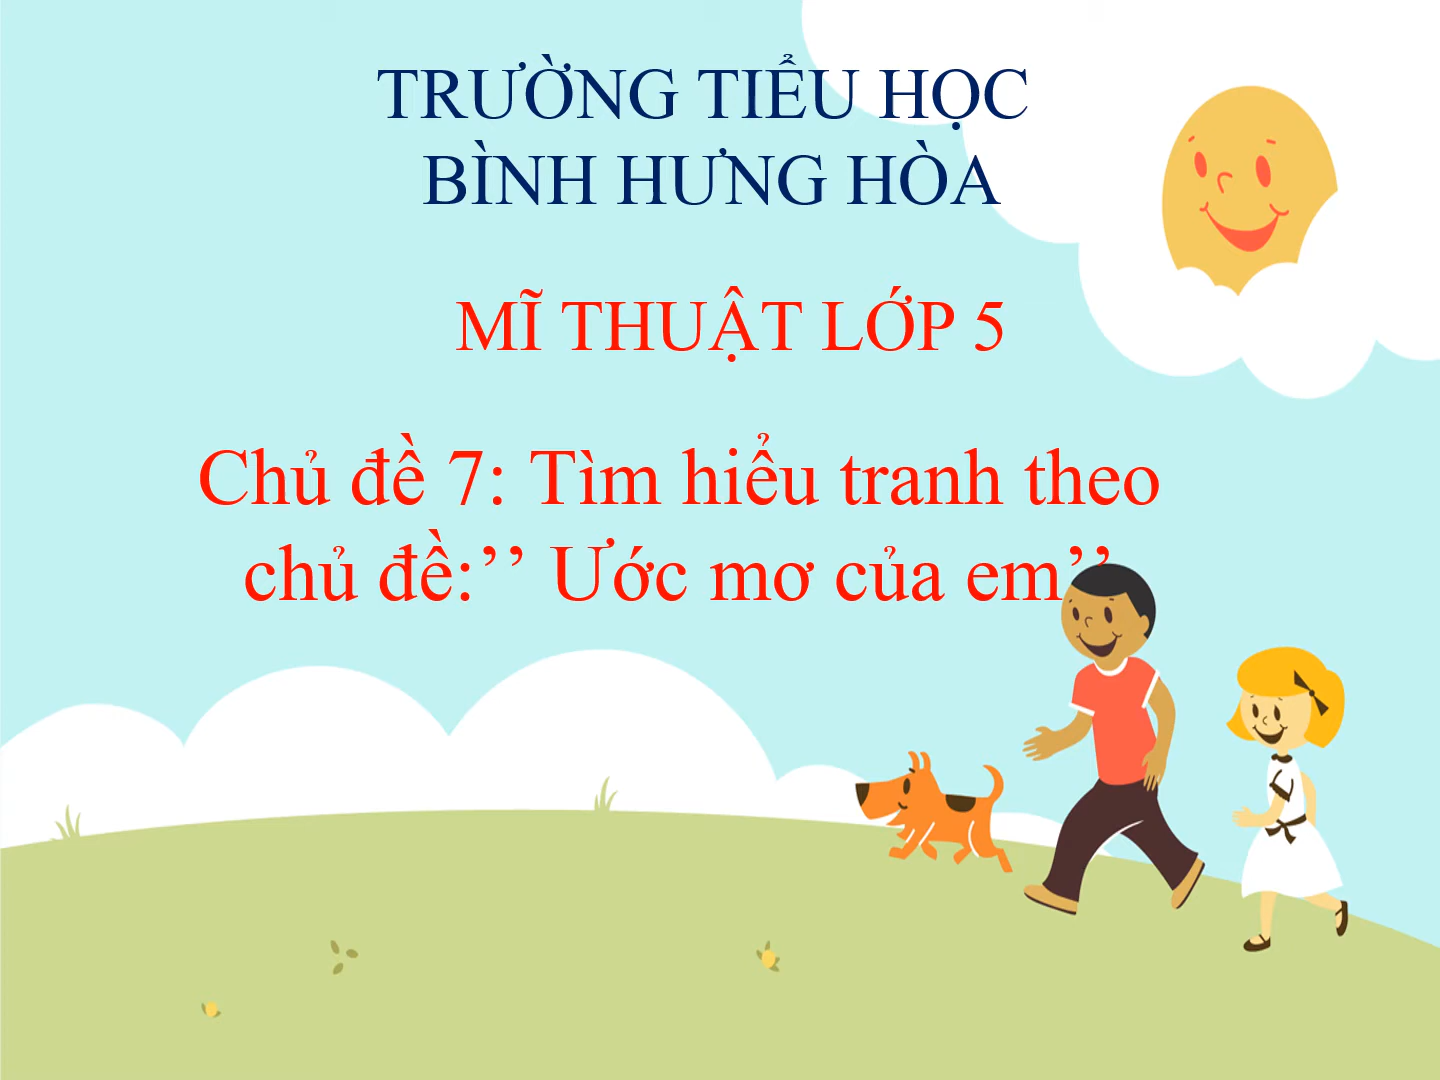 TRƯỜNG TIỂU HỌC
BÌNH HƯNG HÒA
MĨ THUẬT LỚP 5
Chủ đề 7: Tìm hiểu tranh theo
chủ đề:’’ Ước mơ của em’’